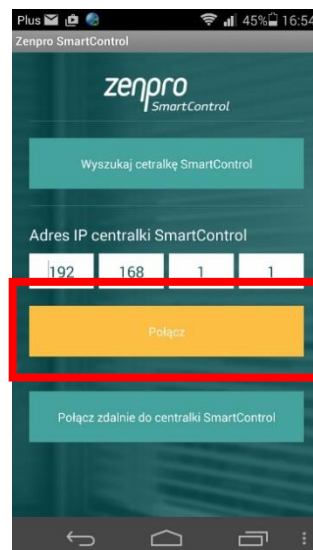 Plus 45% 16:54
Zenpro SmartControl
zenpro
SmartControl
Wyszukaj cetralkę SmartControl
Adres IP centralki SmartControl
192 168 1 1
Połącz
Połącz zdalnie do centralki SmartControl